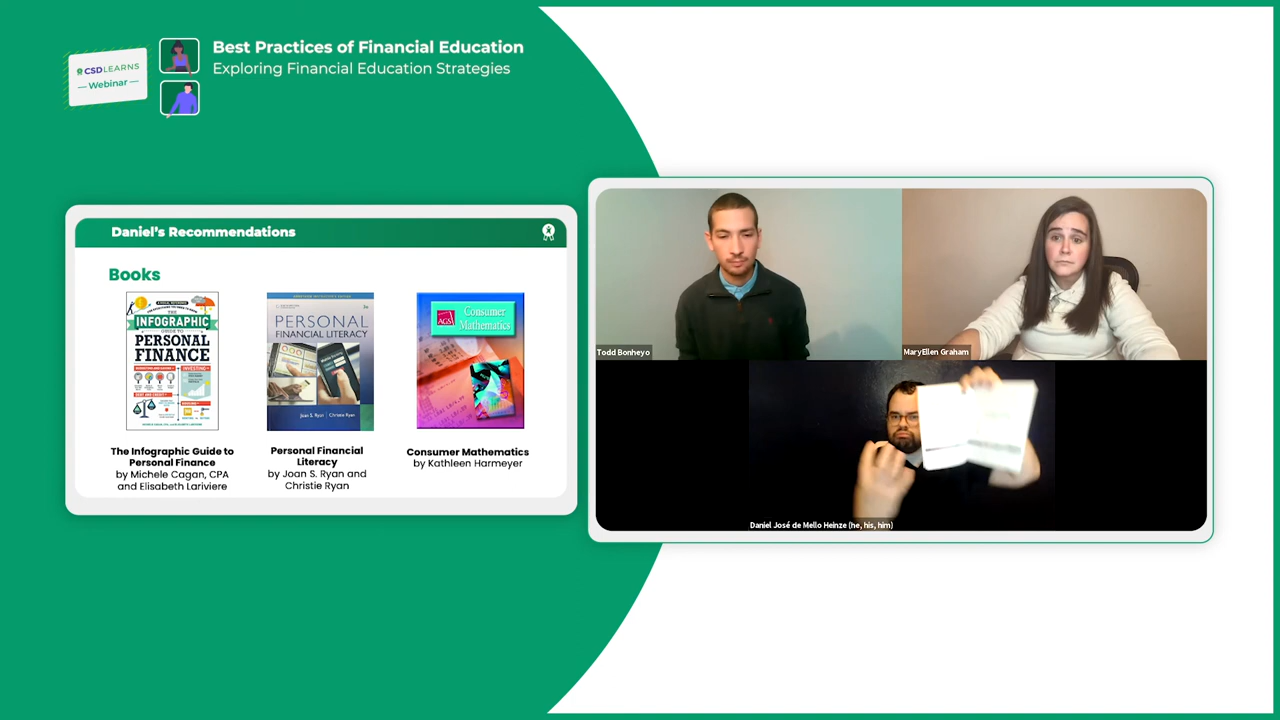 CSDLEARNS
— Webinar —
Best Practices of Financial Education
Exploring Financial Education Strategies
Daniel's Recommendations
Books
THE
INFOGRAPHIC
GUIDE TO
PERSONAL
FINANCE
INVESTING
PERSONAL
FINANCIAL LITERACY
Joan S. Ryan | Christie Ryan
AGS
Consumer
Mathematics
The Infographic Guide to
Personal Finance
by Michele Cagan, CPA
and Elisabeth Lariviere
Personal Financial
Literacy
by Joan S. Ryan and
Christie Ryan
Consumer Mathematics
by Kathleen Harmeyer
Todd Bonheyo
MaryEllen Graham
Daniel José de Mello Heinze (he, his, him)